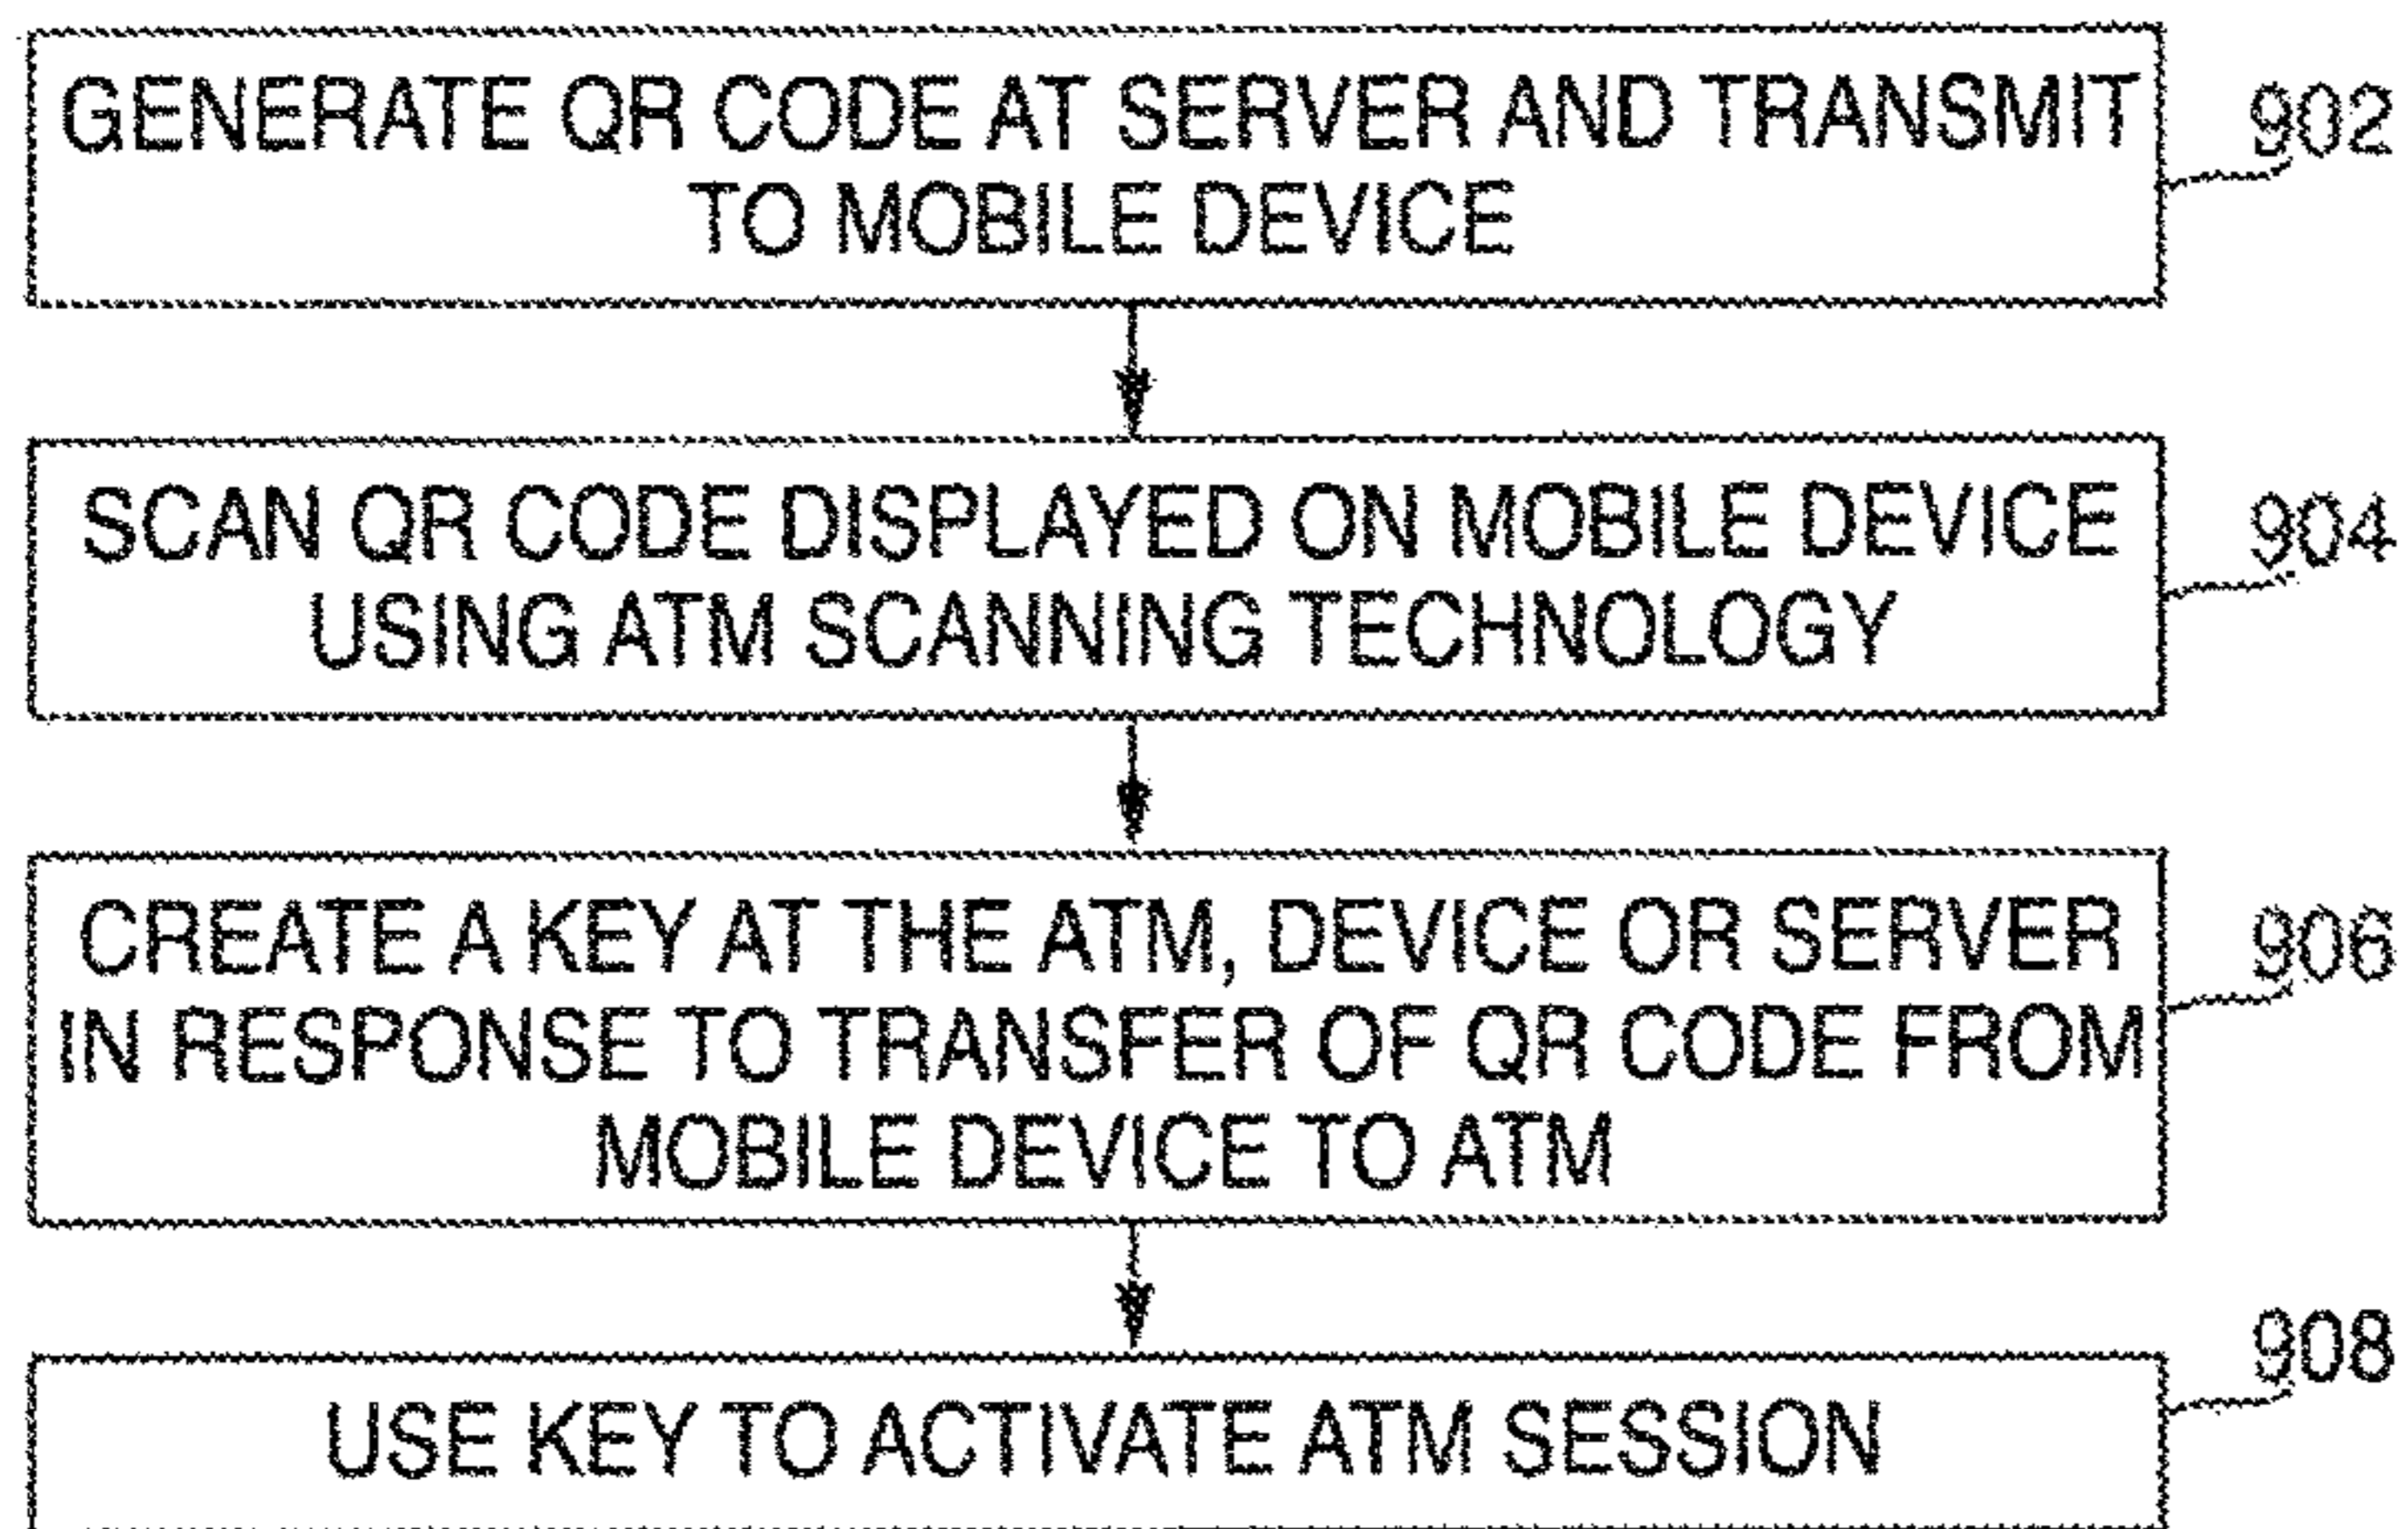 GENERATE QR CODE AT SERVER AND TRANSMIT
TO MOBILE DEVICE
902
SCAN QR CODE DISPLAYED ON MOBILE DEVICE
USING ATM SCANNING TECHNOLOGY
904
CREATE A KEY AT THE ATM, DEVICE OR SERVER
IN RESPONSE TO TRANSFER OF QR CODE FROM
MOBILE DEVICE TO ATM
906
USE KEY TO ACTIVATE ATM SESSION
908